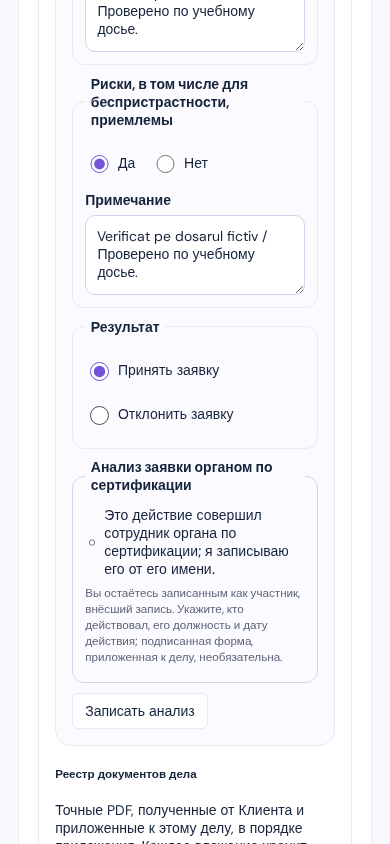 Проверено по учебному
досье.
Риски, в том числе для
беспристрастности,
приемлемы
Да
Нет
Примечание
Verificat pe dosarul fictiv /
Проверено по учебному
досье.
Результат
Принять заявку
Отклонить заявку
Анализ заявки органом по
сертификации
Это действие совершил
сотрудник органа по
сертификации; я записываю
его от его имени.
Вы остаётесь записанным как участник,
внёсший запись. Укажите, кто
действовал, его должность и дату
действия; подписанная форма,
приложенная к делу, необязательна.
Записать анализ
Реестр документов дела
Точные PDF, полученные от Клиента и
приложенные к этому делу, в порядке